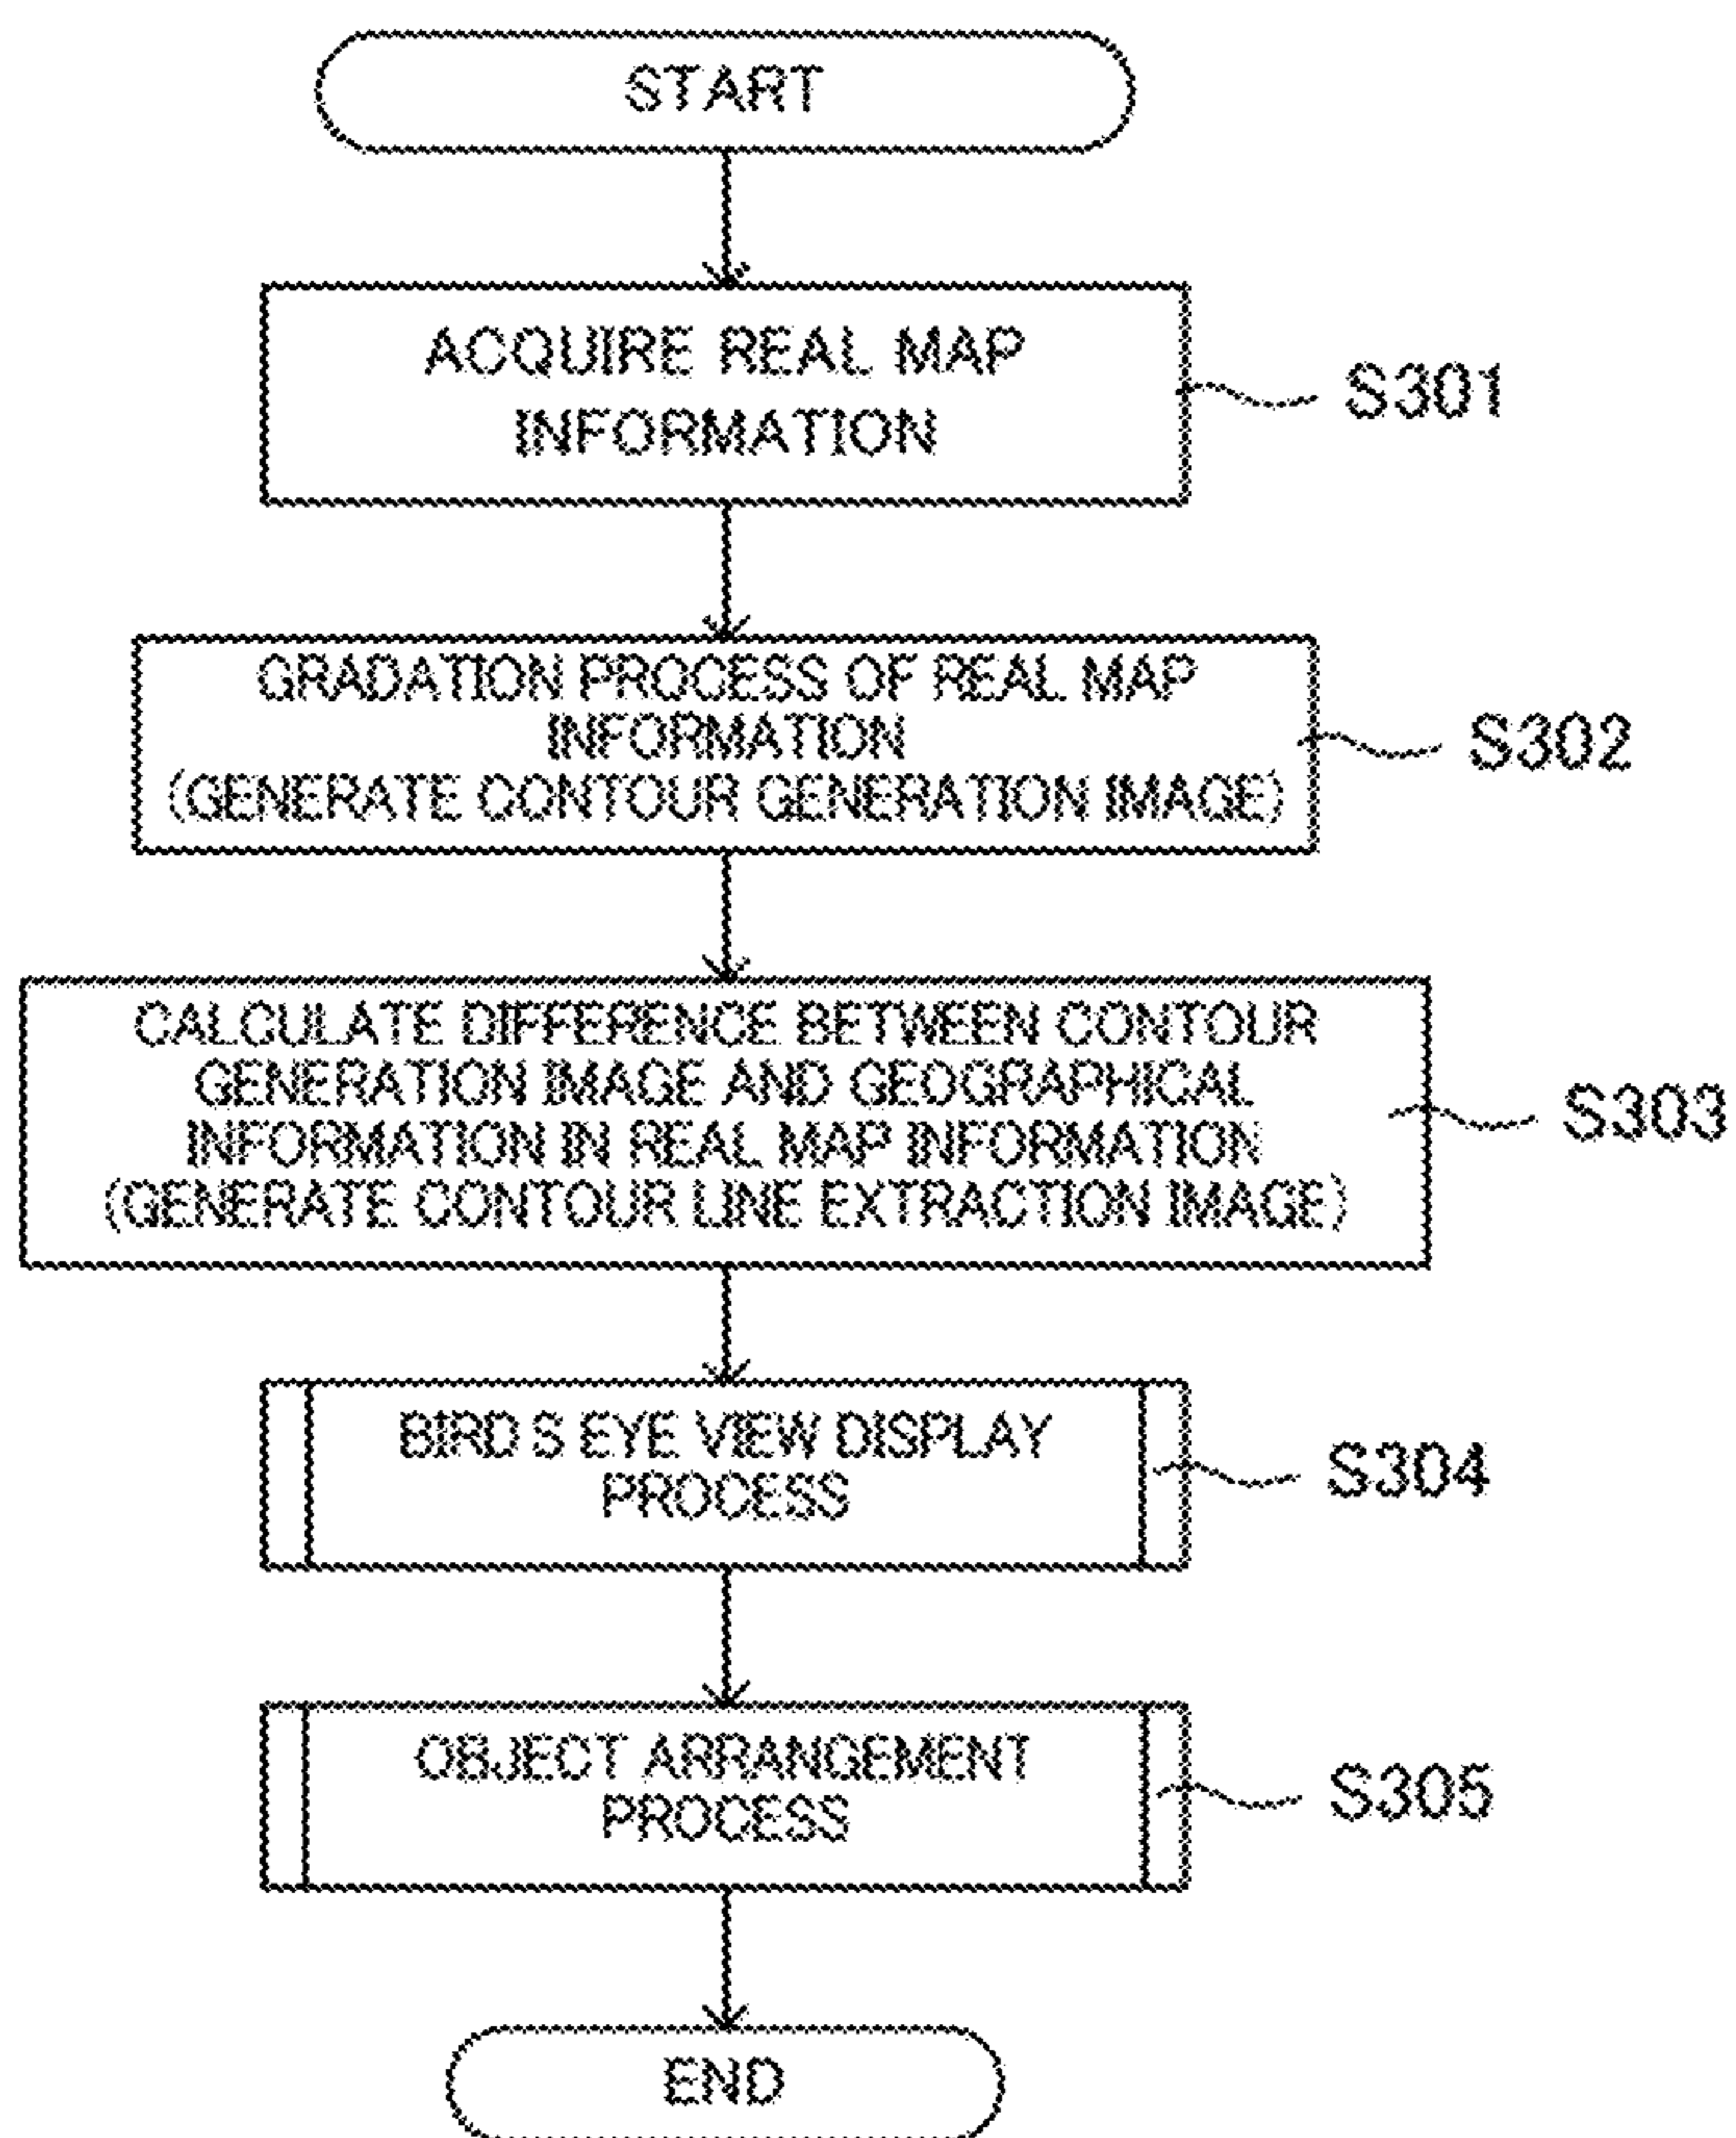 START
ACQUIRE REAL MAP
INFORMATION
S301
GRADATION PROCESS OF REAL MAP
INFORMATION
(GENERATE CONTOUR GENERATION IMAGE)
S302
CALCULATE DIFFERENCE BETWEEN CONTOUR
GENERATION IMAGE AND GEOGRAPHICAL
INFORMATION IN REAL MAP INFORMATION
(GENERATE CONTOUR LINE EXTRACTION IMAGE)
S303
BIRD S EYE VIEW DISPLAY
PROCESS
S304
OBJECT ARRANGEMENT
PROCESS
S305
END